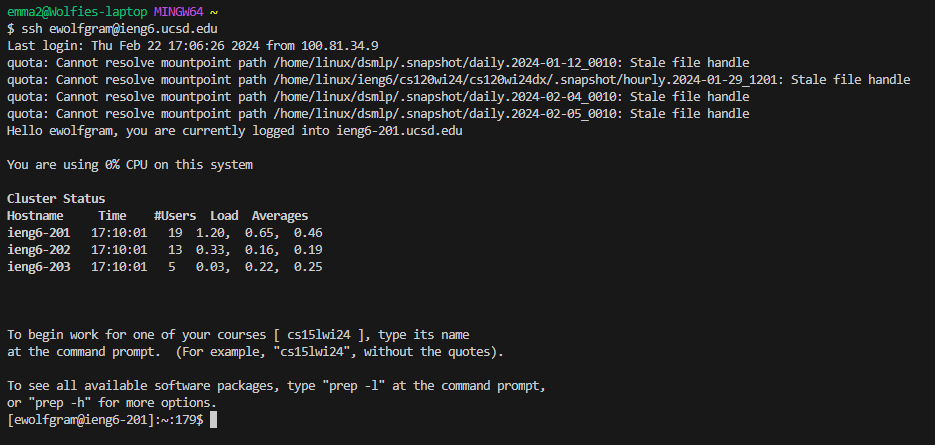 emma2@Wolfies-laptop MINGW64 ~
$ ssh ewolfgram@ieng6.ucsd.edu
Last login: Thu Feb 22 17:06:26 2024 from 100.81.34.9
quota: Cannot resolve mountpoint path /home/linux/dsmlp/.snapshot/daily.2024-01-12_0010: Stale file handle
quota: Cannot resolve mountpoint path /home/linux/ieng6/cs120wi24/cs120wi24dx/.snapshot/hourly.2024-01-29_1201: Stale file handle
quota: Cannot resolve mountpoint path /home/linux/dsmlp/.snapshot/daily.2024-02-04_0010: Stale file handle
quota: Cannot resolve mountpoint path /home/linux/dsmlp/.snapshot/daily.2024-02-05_0010: Stale file handle
Hello ewolfgram, you are currently logged into ieng6-201.ucsd.edu

You are using 0% CPU on this system

Cluster Status
Hostname     Time    #Users  Load  Averages
ieng6-201   17:10:01   19  1.20,  0.65,  0.46
ieng6-202   17:10:01   13  0.33,  0.16,  0.19
ieng6-203   17:10:01   5   0.03,  0.22,  0.25

To begin work for one of your courses [ cs15lwi24 ], type its name
at the command prompt.  (For example, "cs15lwi24", without the quotes).

To see all available software packages, type "prep -l" at the command prompt,
or "prep -h" for more options.
[ewolfgram@ieng6-201]:~:179$